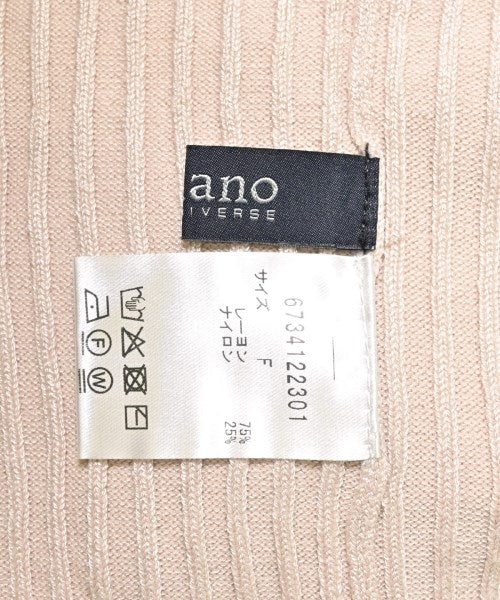 ano
IVERSE
6734122301
サイズ F
レーヨン 75%
ナイロン 25%
F
W